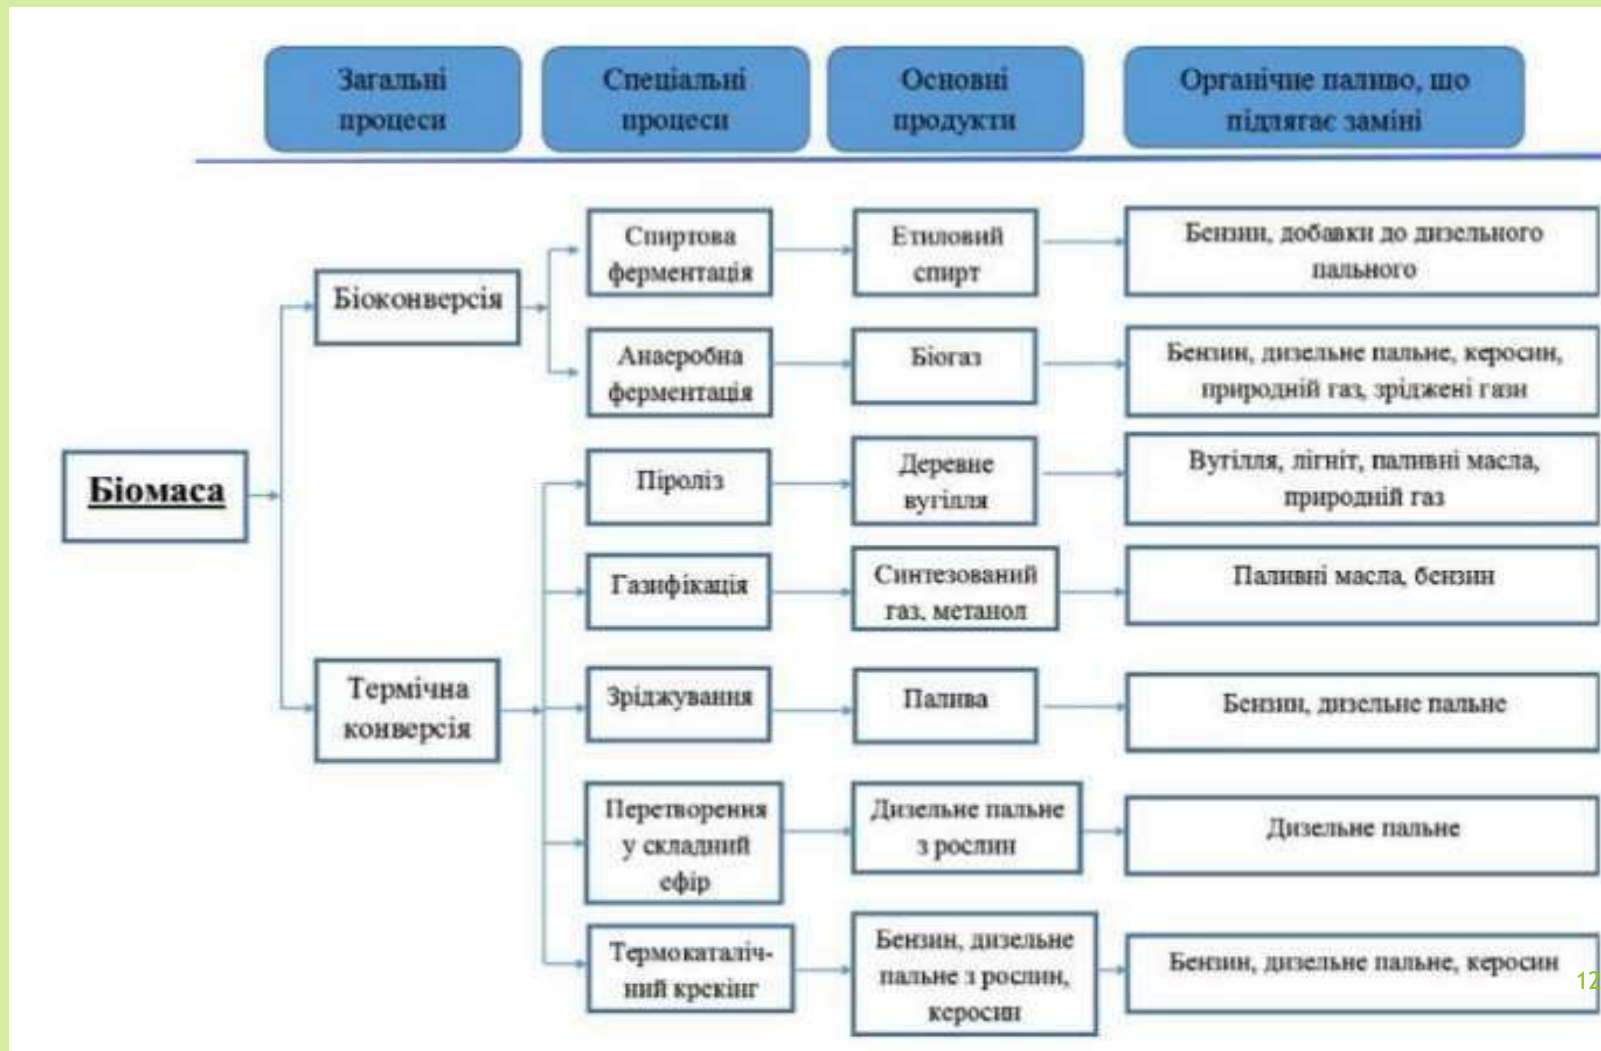 Загальні
процеси
Спеціальні
процеси
Основні
продукти
Органічне паливо, що
підлягає заміні
Біомаса
Біоконверсія
Спиртова
ферментація
Етиловий
спирт
Бензин, добавки до дизельного
пального
Анаеробна
ферментація
Біогаз
Бензин, дизельне пальне, керосин,
природній газ, зріджені гази
Термічна
конверсія
Піроліз
Деревне
вугілля
Вугілля, лігніт, паливні масла,
природній газ
Газифікація
Синтезований
газ, метанол
Паливні масла, бензин
Зріджування
Палива
Бензин, дизельне пальне
Перетворення
у складний
ефір
Дизельне пальне
з рослин
Дизельне пальне
Термокаталіч-
ний крекінг
Бензин, дизельне
пальне з рослин,
керосин
Бензин, дизельне пальне, керосин
12